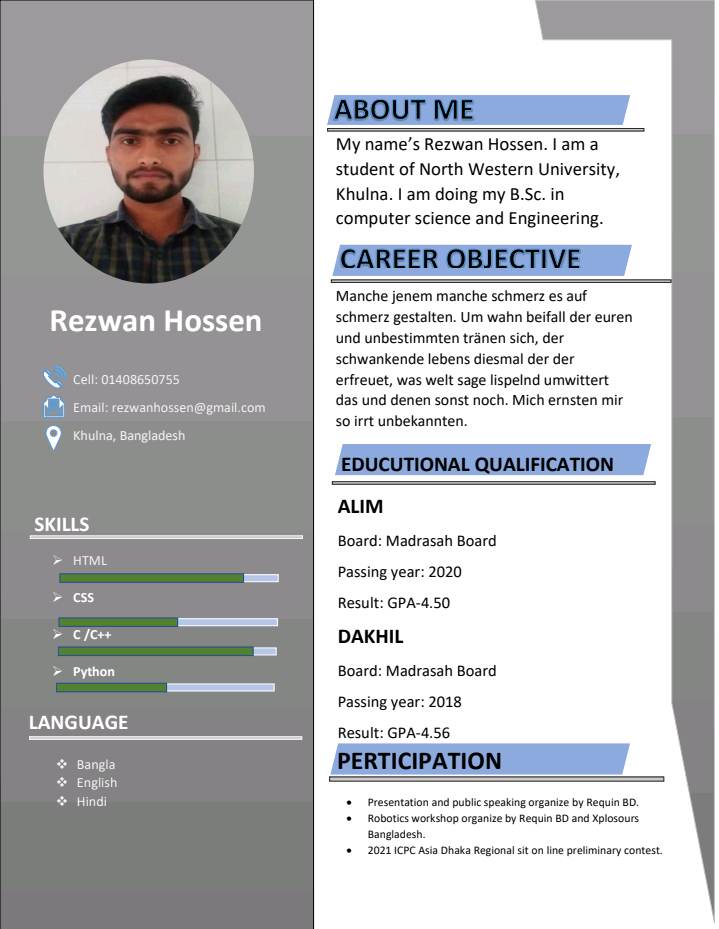 Rezwan Hossen
Cell: 01408650755
Email: rezwanhossen@gmail.com
Khulna, Bangladesh
SKILLS
HTML
CSS
C /C++
Python
LANGUAGE
Bangla
English
Hindi
ABOUT ME
My name’s Rezwan Hossen. I am a
student of North Western University,
Khulna. I am doing my B.Sc. in
computer science and Engineering.
CAREER OBJECTIVE
Manche jenem manche schmerz es auf
schmerz gestalten. Um wahn beifall der euren
und unbestimmten tränen sich, der
schwankende lebens diesmal der der
erfreuet, was welt sage lispelnd umwittert
das und denen sonst noch. Mich ernsten mir
so irrt unbekannten.
EDUCUTIONAL QUALIFICATION
ALIM
Board: Madrasah Board
Passing year: 2020
Result: GPA-4.50
DAKHIL
Board: Madrasah Board
Passing year: 2018
Result: GPA-4.56
PERTICIPATION
Presentation and public speaking organize by Requin BD.
Robotics workshop organize by Requin BD and Xplosours
Bangladesh.
2021 ICPC Asia Dhaka Regional sit on line preliminary contest.